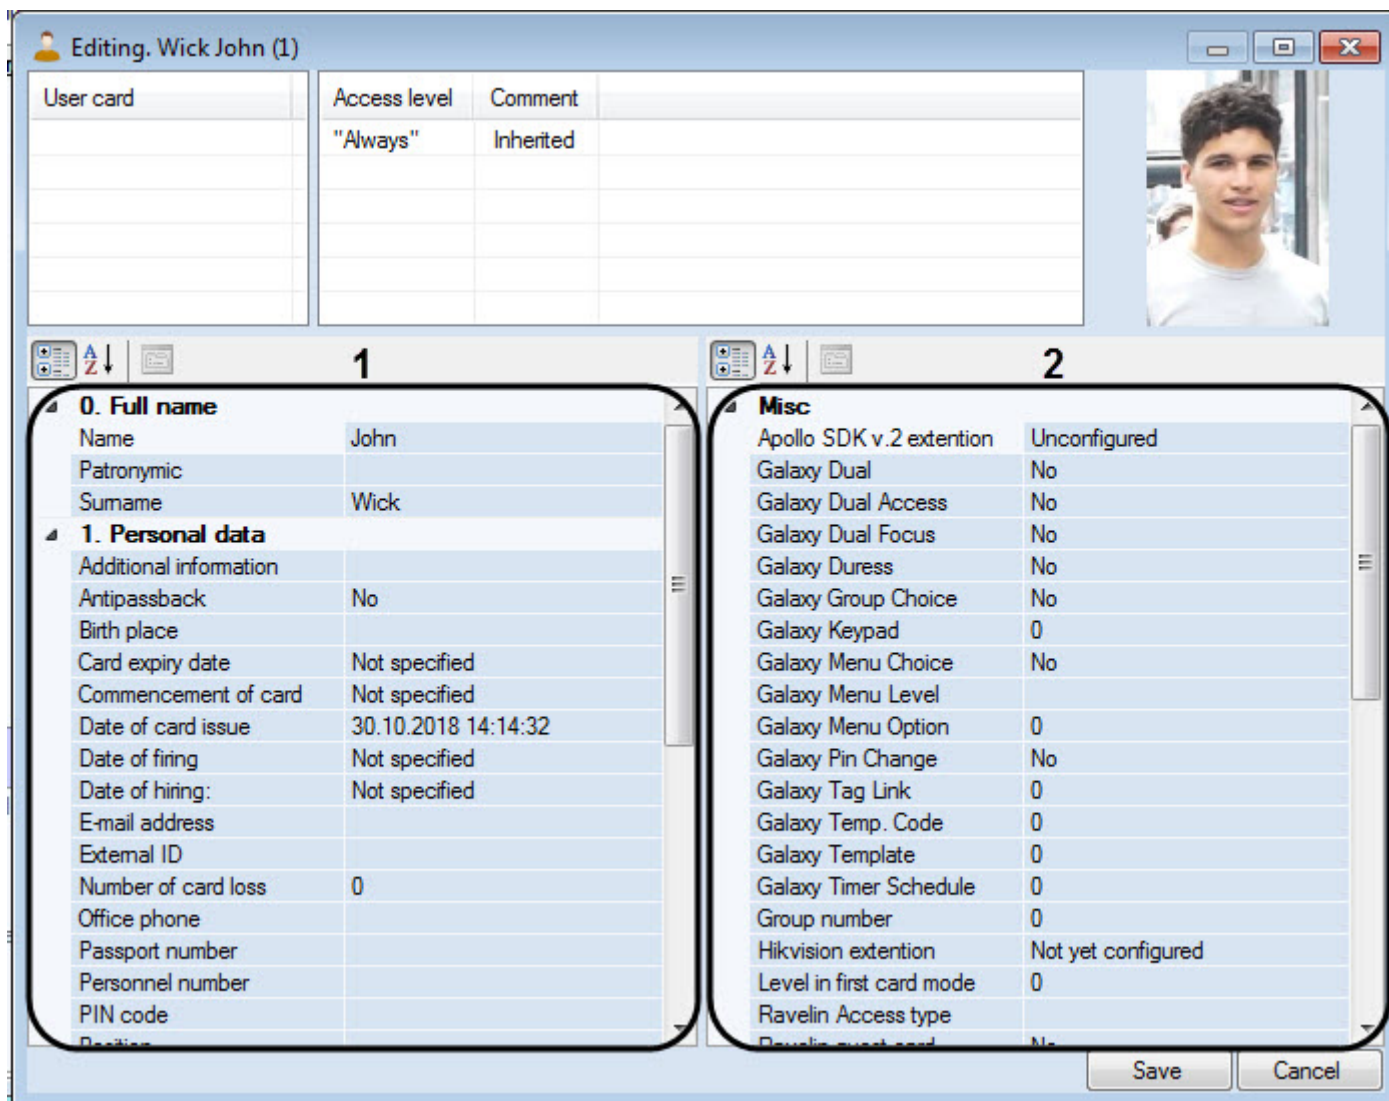 Editing. Wick John (1)
User card
Access level Comment
"Always" Inherited
1
0. Full name
Name John
Patronymic
Surname Wick
1. Personal data
Additional information
Antipassback No
Birth place
Card expiry date Not specified
Commencement of card Not specified
Date of card issue 30.10.2018 14:14:32
Date of firing Not specified
Date of hiring: Not specified
E-mail address
External ID
Number of card loss 0
Office phone
Passport number
Personnel number
PIN code
Position
2
Misc
Apollo SDK v.2 extention Unconfigured
Galaxy Dual No
Galaxy Dual Access No
Galaxy Dual Focus No
Galaxy Duress No
Galaxy Group Choice No
Galaxy Keypad 0
Galaxy Menu Choice No
Galaxy Menu Level
Galaxy Menu Option 0
Galaxy Pin Change No
Galaxy Tag Link 0
Galaxy Temp. Code 0
Galaxy Template 0
Galaxy Timer Schedule 0
Group number 0
Hikvision extention Not yet configured
Level in first card mode 0
Ravelin Access type
Ravelin guest card No
Save Cancel